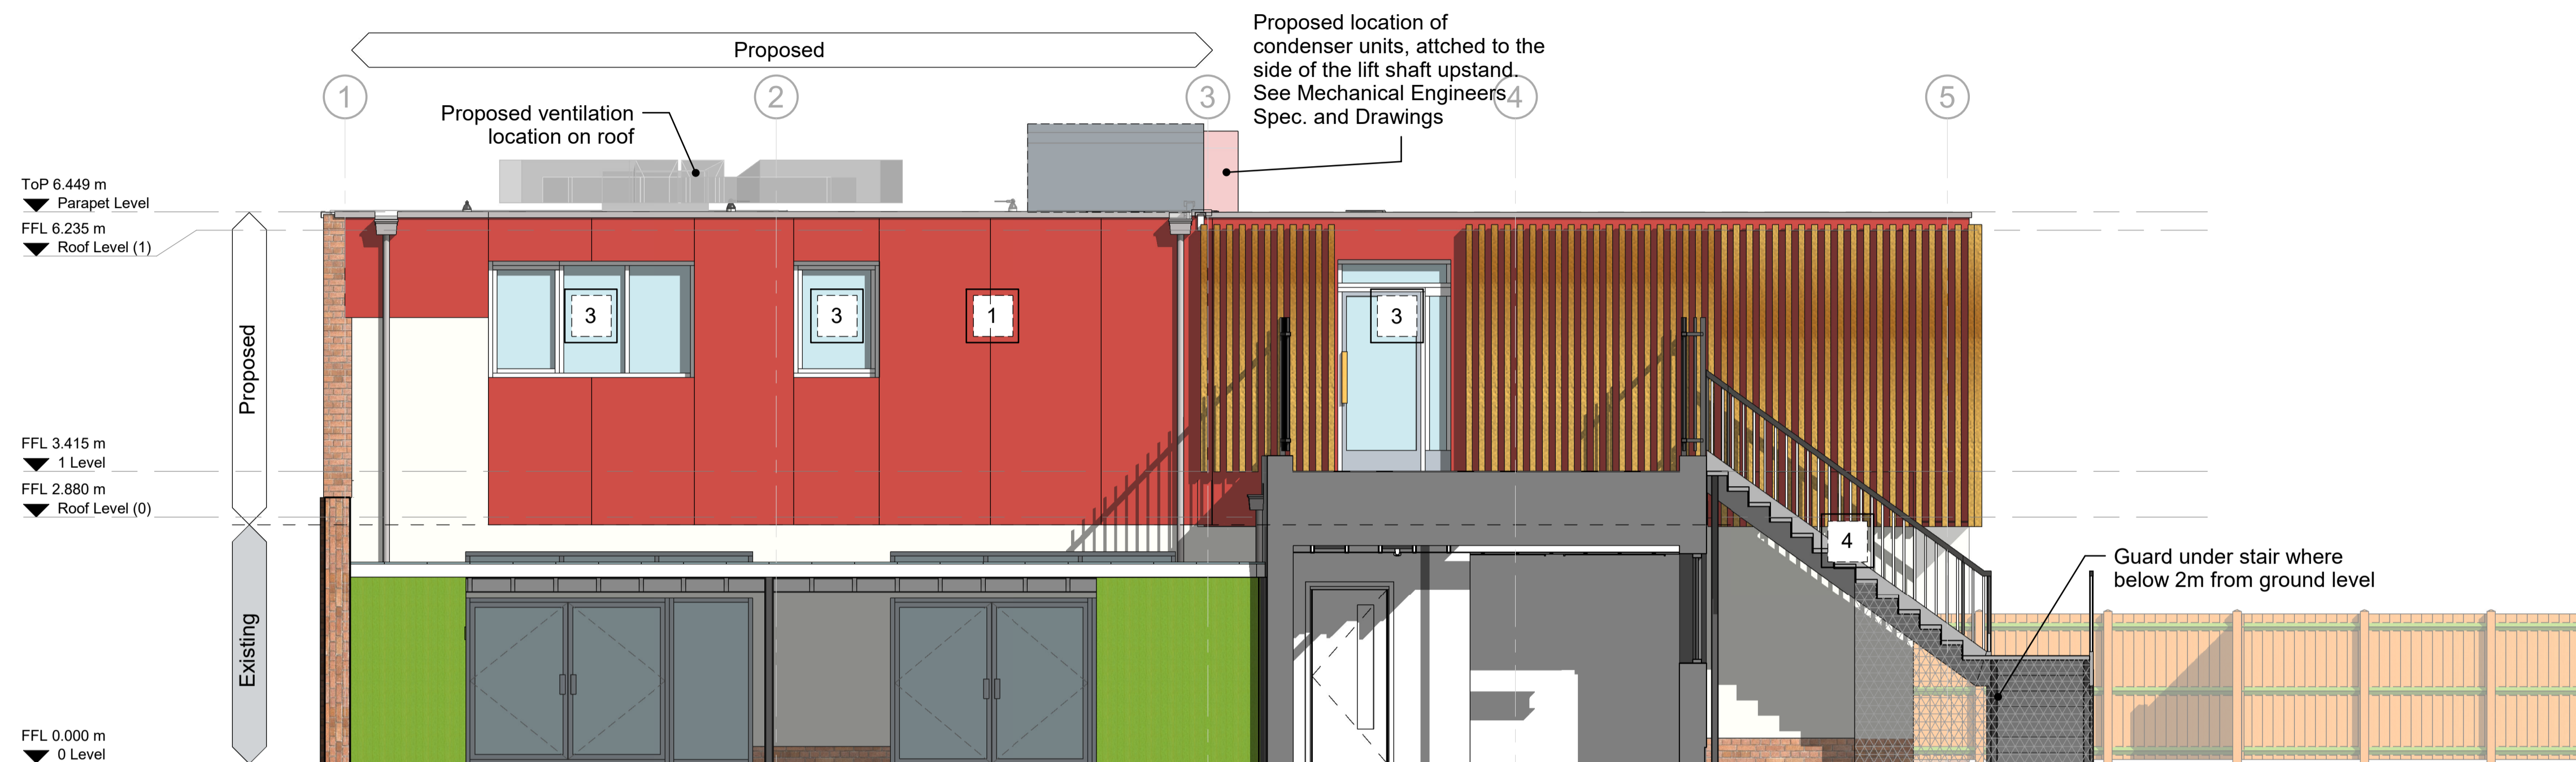 Proposed
Proposed location of
condenser units, attched to the
side of the lift shaft upstand.
See Mechanical Engineers
Spec. and Drawings
1
2
3
4
5
Proposed ventilation
location on roof
ToP 6.449 m
Parapet Level
FFL 6.235 m
Roof Level (1)
3
3
1
3
Proposed
FFL 3.415 m
1 Level
FFL 2.880 m
Roof Level (0)
4
Guard under stair where
below 2m from ground level
Existing
FFL 0.000 m
0 Level